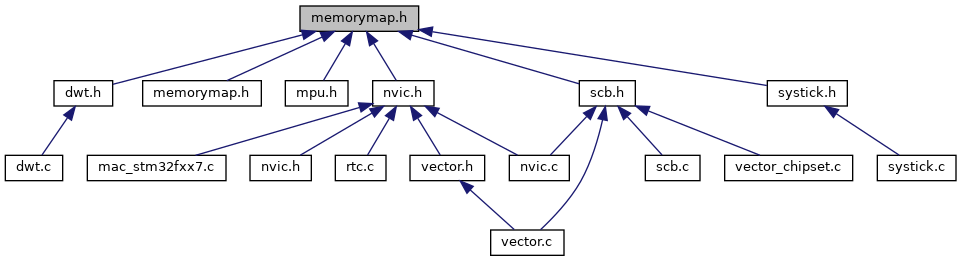 memorymap.h
dwt.h
memorymap.h
mpu.h
nvic.h
scb.h
systick.h
dwt.c
mac_stm32fxx7.c
nvic.h
rtc.c
vector.h
nvic.c
scb.c
vector_chipset.c
systick.c
vector.c